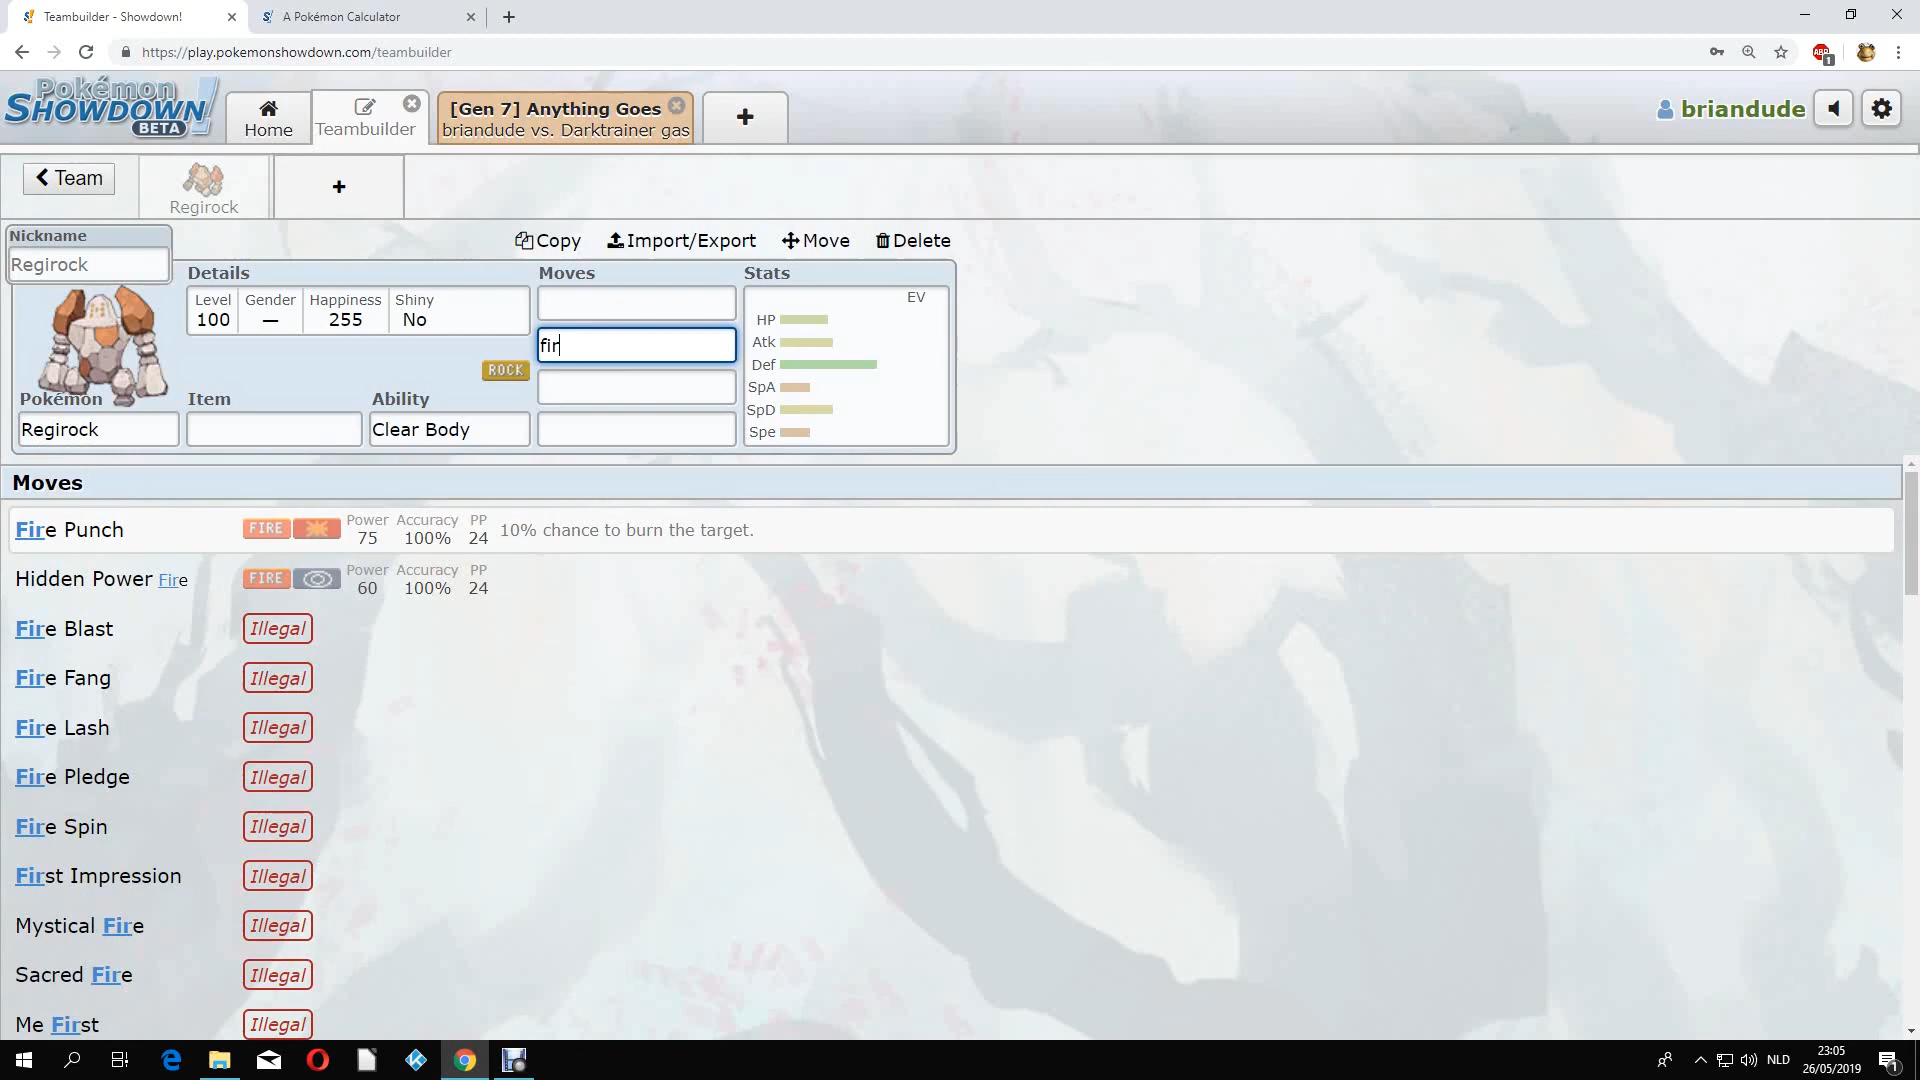 Teambuilder - Showdown!
A Pokémon Calculator
https://play.pokemonshowdown.com/teambuilder
ABP
1
Pokémon
SHOWDOWN!
BETA
Home
Teambuilder
[Gen 7] Anything Goes
briandude vs. Darktrainer gas
briandude
Team
Regirock
Nickname
Regirock
Copy
Import/Export
Move
Delete
Details
Moves
Stats
Level
100
Gender
—
Happiness
255
Shiny
No
EV
HP
Atk
Def
SpA
SpD
Spe
fir
ROCK
Pokémon
Item
Ability
Regirock
Clear Body
Moves
Fire Punch
FIRE
Power
75
Accuracy
100%
PP
24
10% chance to burn the target.
Hidden Power Fire
FIRE
Power
60
Accuracy
100%
PP
24
Fire Blast
Illegal
Fire Fang
Illegal
Fire Lash
Illegal
Fire Pledge
Illegal
Fire Spin
Illegal
First Impression
Illegal
Mystical Fire
Illegal
Sacred Fire
Illegal
Me First
Illegal
NLD
23:05
26/05/2019
1